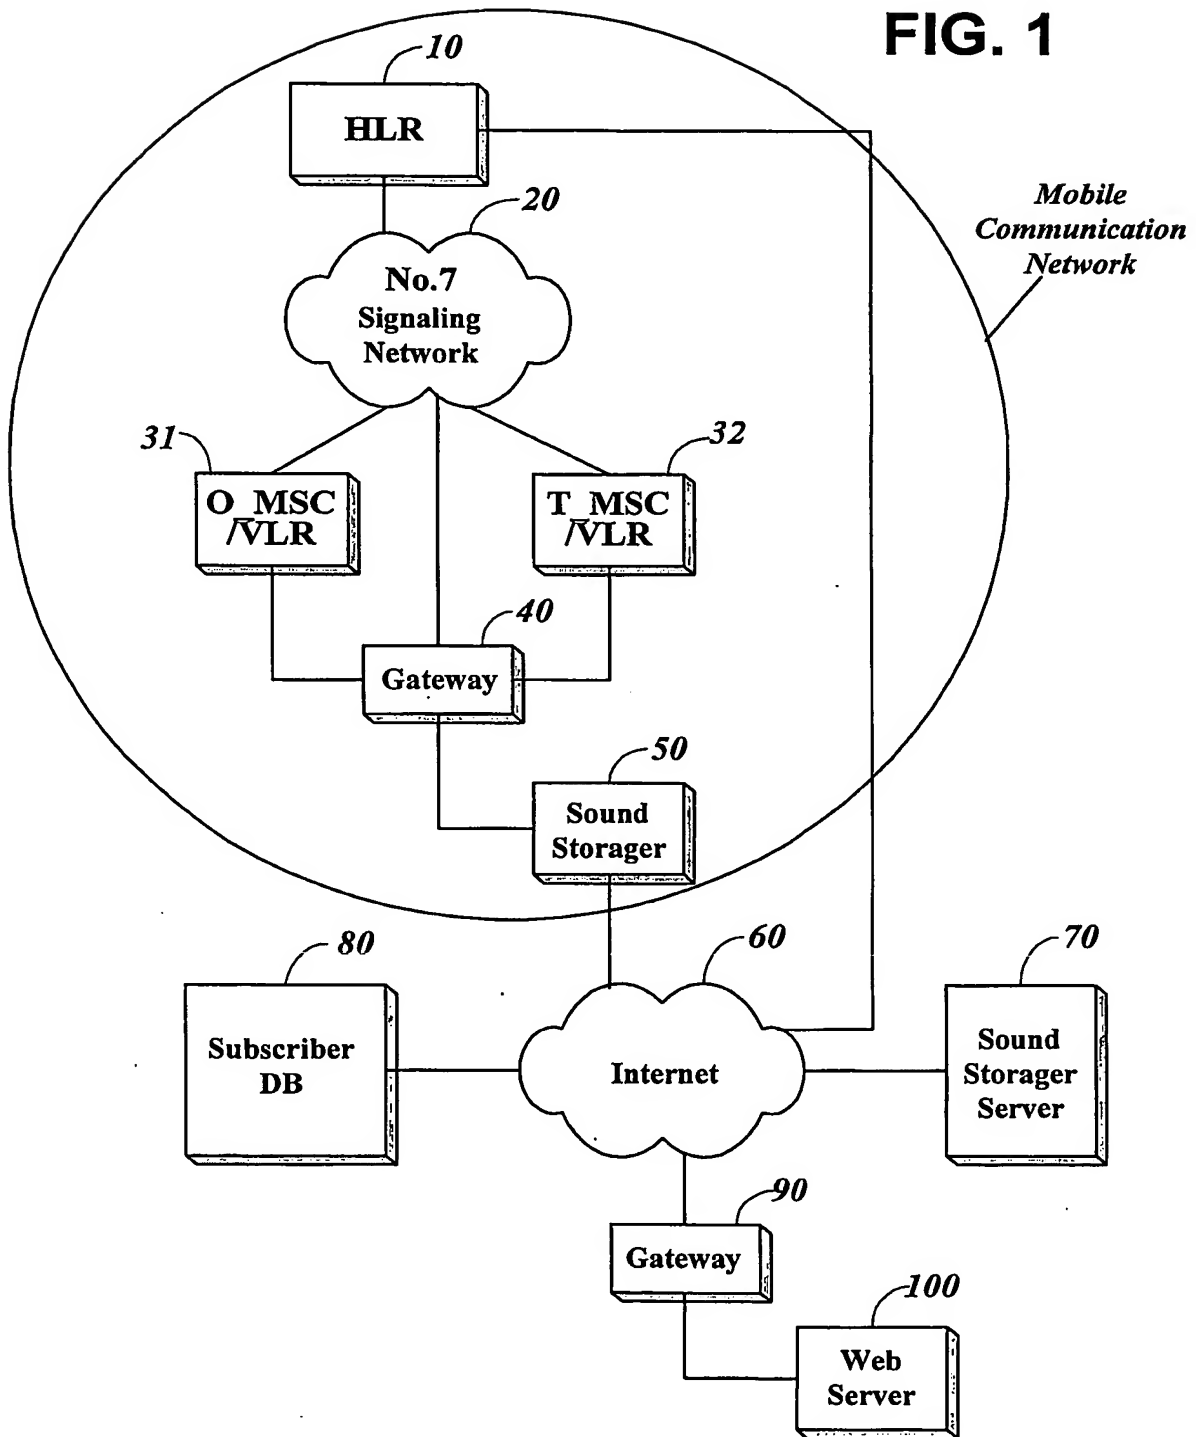 FIG. 1
10
HLR
20
Mobile
Communication
Network
No.7
Signaling
Network
31
32
O_MSC
/VLR
T_MSC
/VLR
40
Gateway
50
Sound
Storager
80
60
70
Subscriber
DB
Internet
Sound
Storager
Server
90
Gateway
100
Web
Server